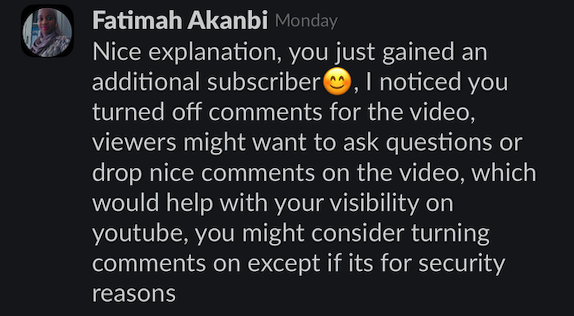 Fatimah Akanbi Monday
Nice explanation, you just gained an
additional subscriber😊, I noticed you
turned off comments for the video,
viewers might want to ask questions or
drop nice comments on the video, which
would help with your visibility on
youtube, you might consider turning
comments on except if its for security
reasons